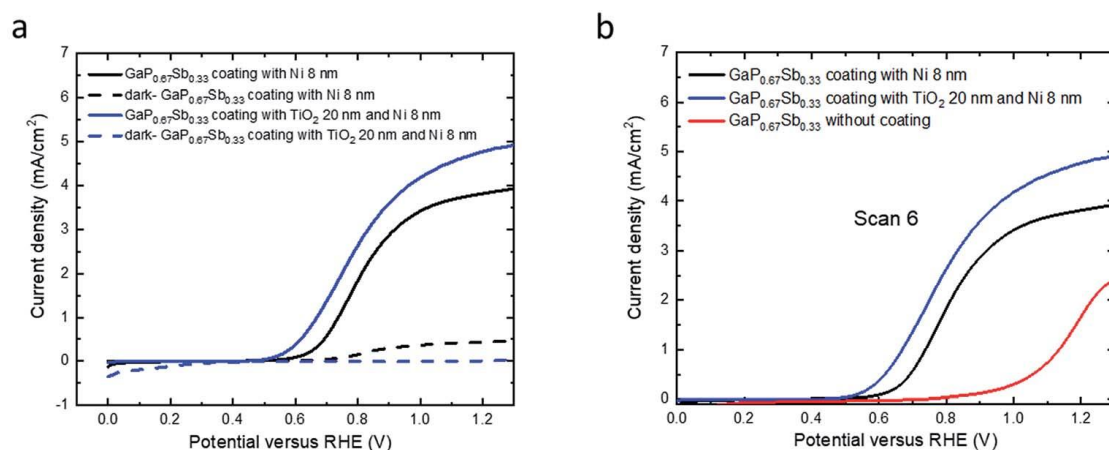 a
7
6
5
4
3
2
1
0
-1
Current density (mA/cm²)
GaP₀.₆₇Sb₀.₃₃ coating with Ni 8 nm
dark- GaP₀.₆₇Sb₀.₃₃ coating with Ni 8 nm
GaP₀.₆₇Sb₀.₃₃ coating with TiO₂ 20 nm and Ni 8 nm
dark- GaP₀.₆₇Sb₀.₃₃ coating with TiO₂ 20 nm and Ni 8 nm
0.0 0.2 0.4 0.6 0.8 1.0 1.2
Potential versus RHE (V)
b
7
6
5
4
3
2
1
0
Current density (mA/cm²)
GaP₀.₆₇Sb₀.₃₃ coating with Ni 8 nm
GaP₀.₆₇Sb₀.₃₃ coating with TiO₂ 20 nm and Ni 8 nm
GaP₀.₆₇Sb₀.₃₃ without coating
Scan 6
0.0 0.2 0.4 0.6 0.8 1.0 1.2
Potential versus RHE (V)